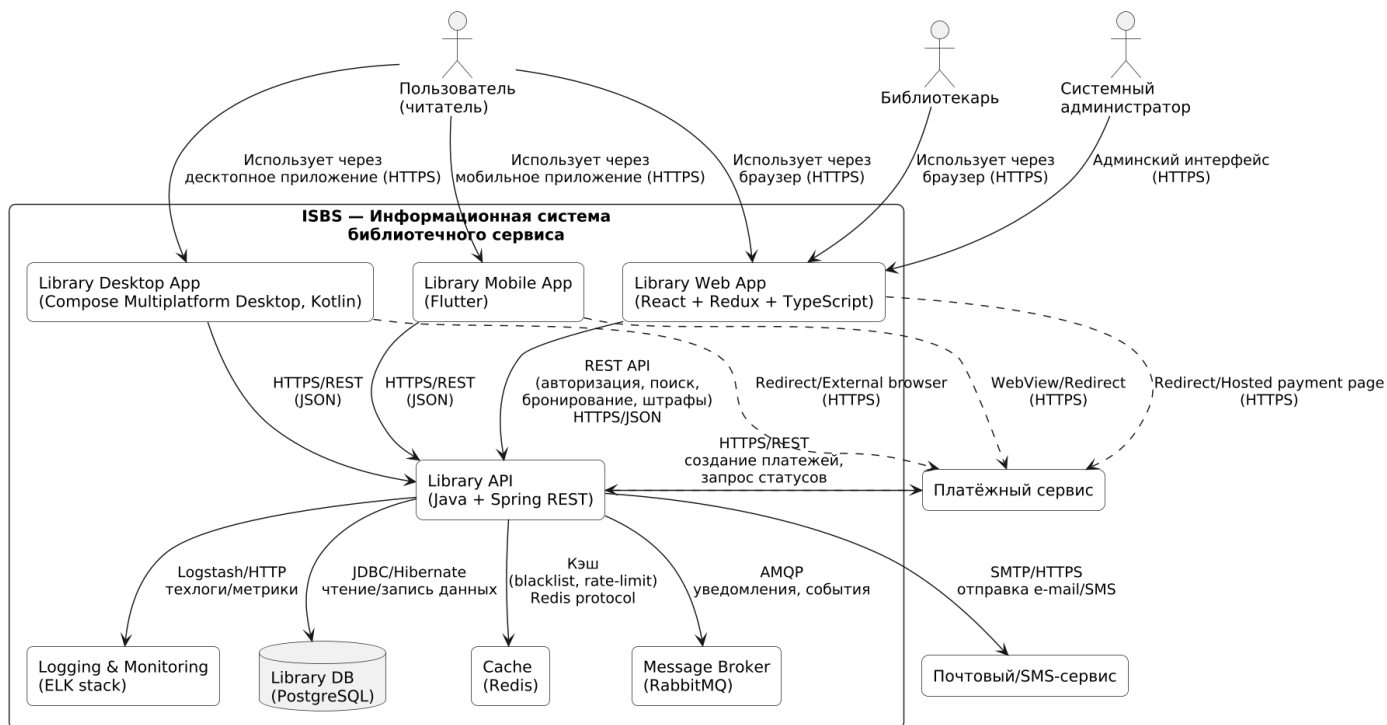 Пользователь
(читатель)
Библиотекарь
Системный
администратор
Использует через
десктопное приложение (HTTPS)
Использует через
мобильное приложение (HTTPS)
Использует через
браузер (HTTPS)
Использует через
браузер (HTTPS)
Админский интерфейс
(HTTPS)
ISBS — Информационная система
библиотечного сервиса
Library Desktop App
(Compose Multiplatform Desktop, Kotlin)
Library Mobile App
(Flutter)
Library Web App
(React + Redux + TypeScript)
HTTPS/REST
(JSON)
HTTPS/REST
(JSON)
REST API
(авторизация, поиск,
бронирование, штрафы)
HTTPS/JSON
Redirect/External browser
(HTTPS)
WebView/Redirect
(HTTPS)
Redirect/Hosted payment page
(HTTPS)
HTTPS/REST
создание платежей,
запрос статусов
Library API
(Java + Spring REST)
Платёжный сервис
Logstash/HTTP
техлоги/метрики
JDBC/Hibernate
чтение/запись данных
Кэш
(blacklist, rate-limit)
Redis protocol
AMQP
уведомления, события
SMTP/HTTPS
отправка e-mail/SMS
Logging & Monitoring
(ELK stack)
Library DB
(PostgreSQL)
Cache
(Redis)
Message Broker
(RabbitMQ)
Почтовый/SMS-сервис